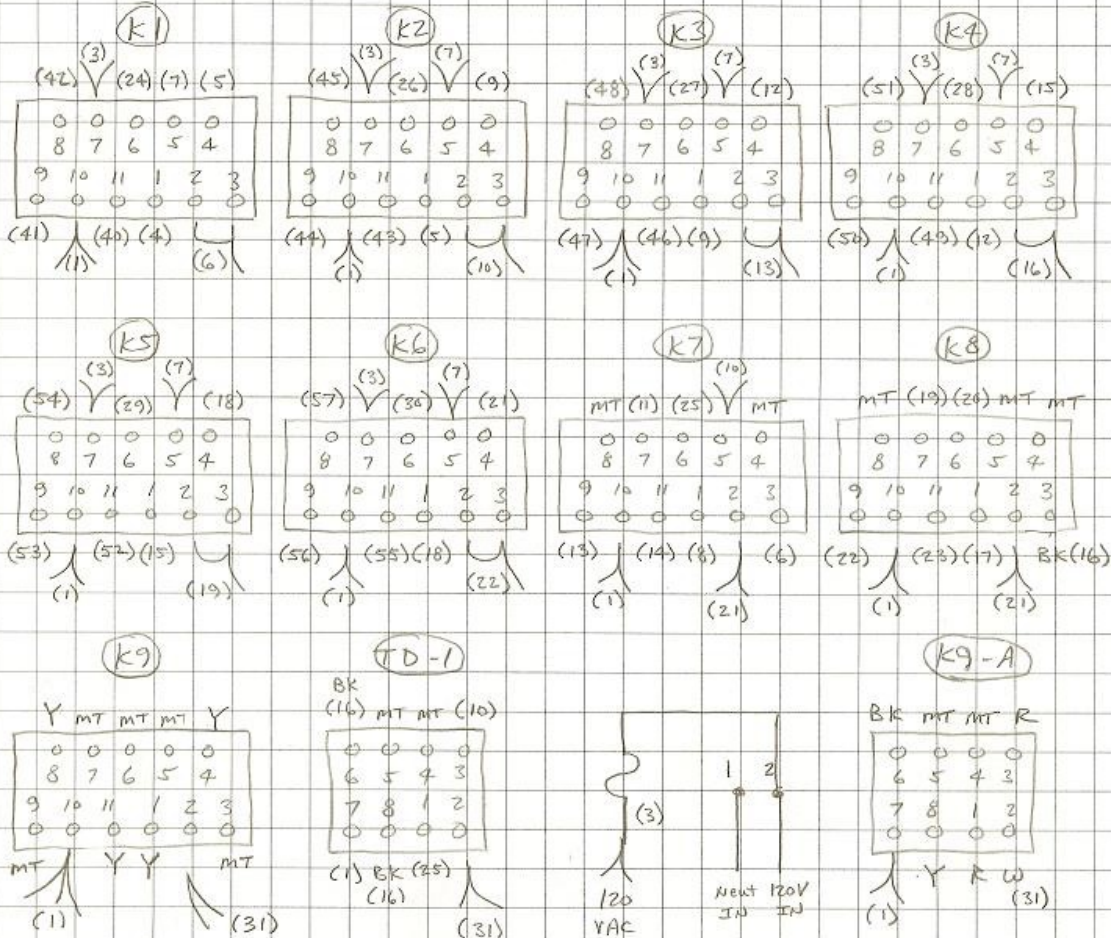 K1 K2 K3 K4
(3) (3) (7) (3) (7) (3) (7)
(42) (24) (7) (5) (45) (26) (9) (48) (27) (12) (51) (28) (15)
8 7 6 5 4 8 7 6 5 4 8 7 6 5 4 8 7 6 5 4
9 10 11 1 2 3 9 10 11 1 2 3 9 10 11 1 2 3 9 10 11 1 2 3
(41) (40) (4) (44) (43) (5) (47) (46) (9) (50) (49) (12)
(1) (6) (1) (10) (1) (13) (1) (16)
K5 K6 K7 K8
(3) (7) (3) (7) (10)
(54) (29) (18) (57) (30) (21) MT (11) (25) MT MT (19) (20) MT MT
8 7 6 5 4 8 7 6 5 4 8 7 6 5 4 8 7 6 5 4
9 10 11 1 2 3 9 10 11 1 2 3 9 10 11 1 2 3 9 10 11 1 2 3
(53) (52) (15) (56) (55) (18) (13) (14) (8) (6) (22) (23) (17) BK (16)
(1) (19) (1) (22) (1) (21) (1) (21)
K9 TD-1 K9-A
BK
Y MT MT MT Y (16) MT MT (10) BK MT MT R
8 7 6 5 4 6 5 4 3 1 2 6 5 4 3
9 10 11 1 2 3 7 8 1 2 7 8 1 2
(3)
MT Y Y MT (1) BK (25) Y R W
(1) (31) (16) (31) 120 VAC Neut IN 120V IN (1) (31)